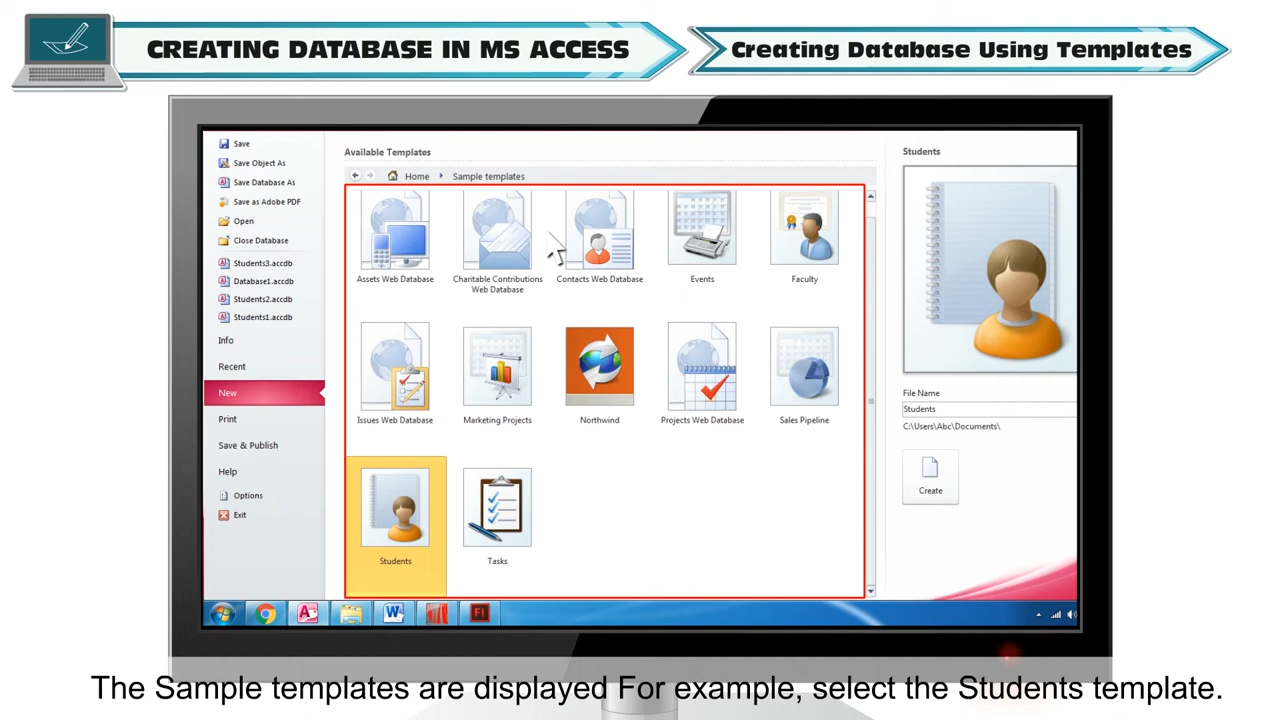 CREATING DATABASE IN MS ACCESS
Creating Database Using Templates
Save
Save Object As
Save Database As
Save as Adobe PDF
Open
Close Database
Students3.accdb
Database1.accdb
Students2.accdb
Students1.accdb
Info
Recent
New
Print
Save & Publish
Help
Options
Exit
Available Templates
Home
Sample templates
Assets Web Database
Charitable Contributions
Web Database
Contacts Web Database
Events
Faculty
Issues Web Database
Marketing Projects
Northwind
Projects Web Database
Sales Pipeline
Students
Tasks
Students
File Name
Students
C:\Users\Abc\Documents\
Create
The Sample templates are displayed For example, select the Students template.